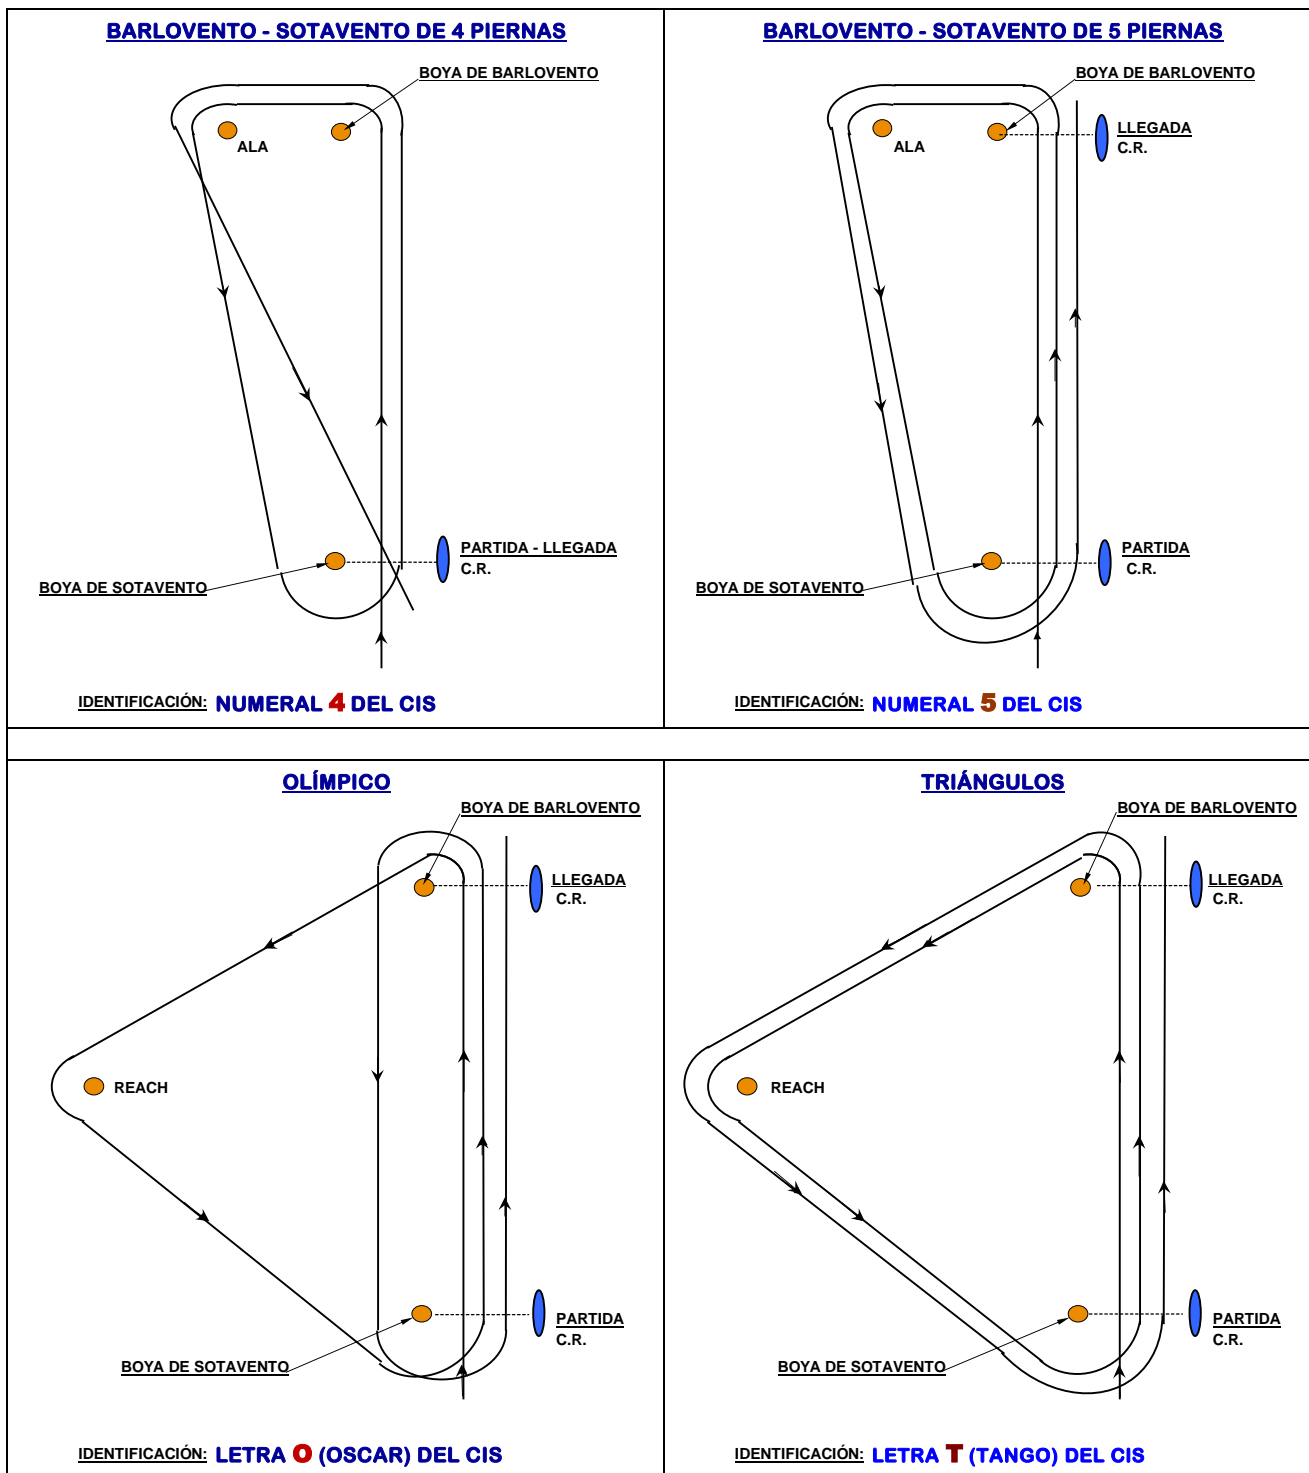 BARLOVENTO - SOTAVENTO DE 4 PIERNAS
BOYA DE BARLOVENTO
ALA
PARTIDA - LLEGADA
C.R.
BOYA DE SOTAVENTO
IDENTIFICACIÓN: NUMERAL 4 DEL CIS
BARLOVENTO - SOTAVENTO DE 5 PIERNAS
BOYA DE BARLOVENTO
LLEGADA
C.R.
ALA
PARTIDA
C.R.
BOYA DE SOTAVENTO
IDENTIFICACIÓN: NUMERAL 5 DEL CIS
OLÍMPICO
BOYA DE BARLOVENTO
LLEGADA
C.R.
REACH
PARTIDA
C.R.
BOYA DE SOTAVENTO
IDENTIFICACIÓN: LETRA O (OSCAR) DEL CIS
TRIÁNGULOS
BOYA DE BARLOVENTO
LLEGADA
C.R.
REACH
PARTIDA
C.R.
BOYA DE SOTAVENTO
IDENTIFICACIÓN: LETRA T (TANGO) DEL CIS